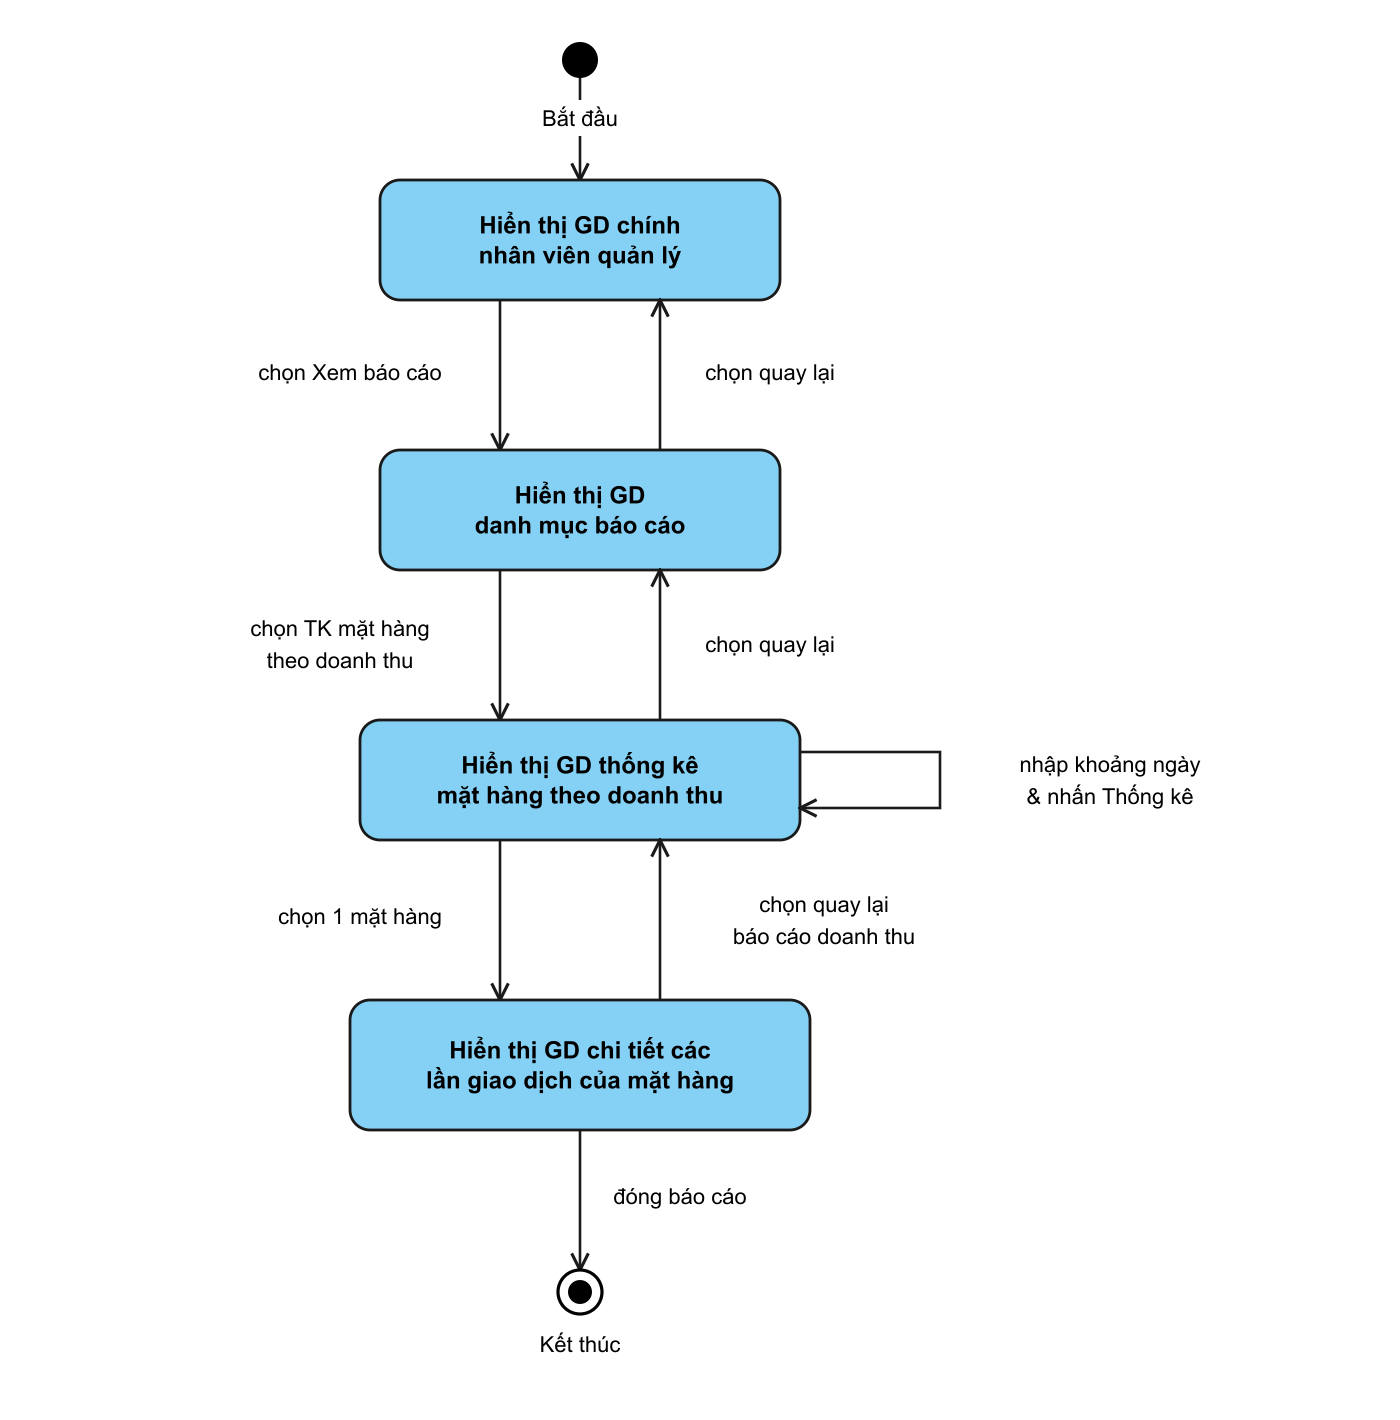 Bắt đầu
Hiển thị GD chính
nhân viên quản lý
chọn Xem báo cáo
chọn quay lại
Hiển thị GD
danh mục báo cáo
chọn TK mặt hàng
theo doanh thu
chọn quay lại
Hiển thị GD thống kê
mặt hàng theo doanh thu
nhập khoảng ngày
& nhấn Thống kê
chọn 1 mặt hàng
chọn quay lại
báo cáo doanh thu
Hiển thị GD chi tiết các
lần giao dịch của mặt hàng
đóng báo cáo
Kết thúc